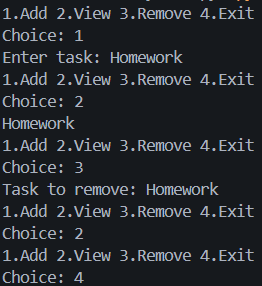 1.Add 2.View 3.Remove 4.Exit
Choice: 1
Enter task: Homework
1.Add 2.View 3.Remove 4.Exit
Choice: 2
Homework
1.Add 2.View 3.Remove 4.Exit
Choice: 3
Task to remove: Homework
1.Add 2.View 3.Remove 4.Exit
Choice: 2
1.Add 2.View 3.Remove 4.Exit
Choice: 4